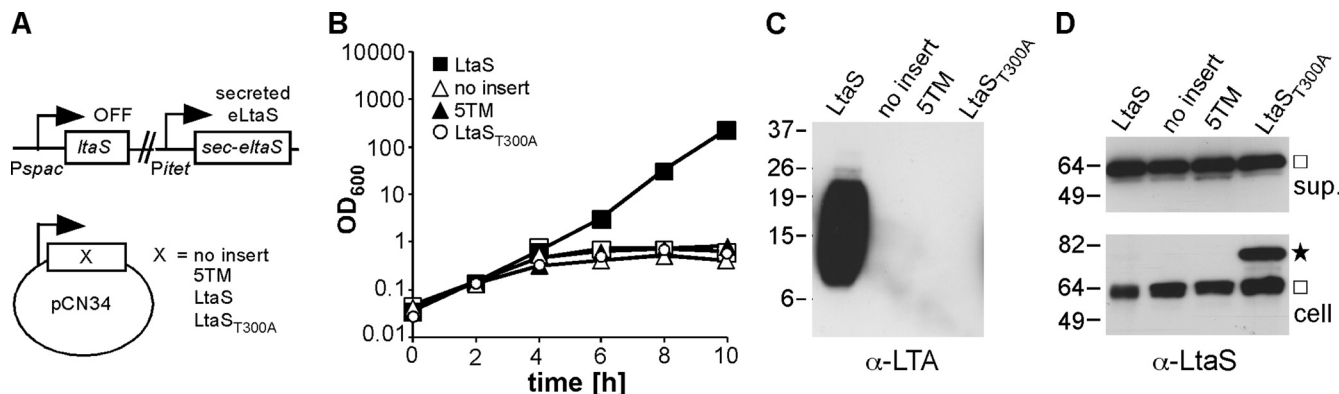 A
OFF
secreted
eLtaS
ltaS
sec-eltaS
Pspac
Pitet
X
pCN34
X = no insert
5TM
LtaS
LtaST300A
B
OD600
10000
1000
100
10
1
0.1
0.01
LtaS
no insert
5TM
LtaST300A
0 2 4 6 8 10
time [h]
C
LtaS
no insert
5TM
LtaST300A
37
26
19
15
6
α-LTA
D
LtaS
no insert
5TM
LtaST300A
64
49
sup.
82
64
49
cell
α-LtaS